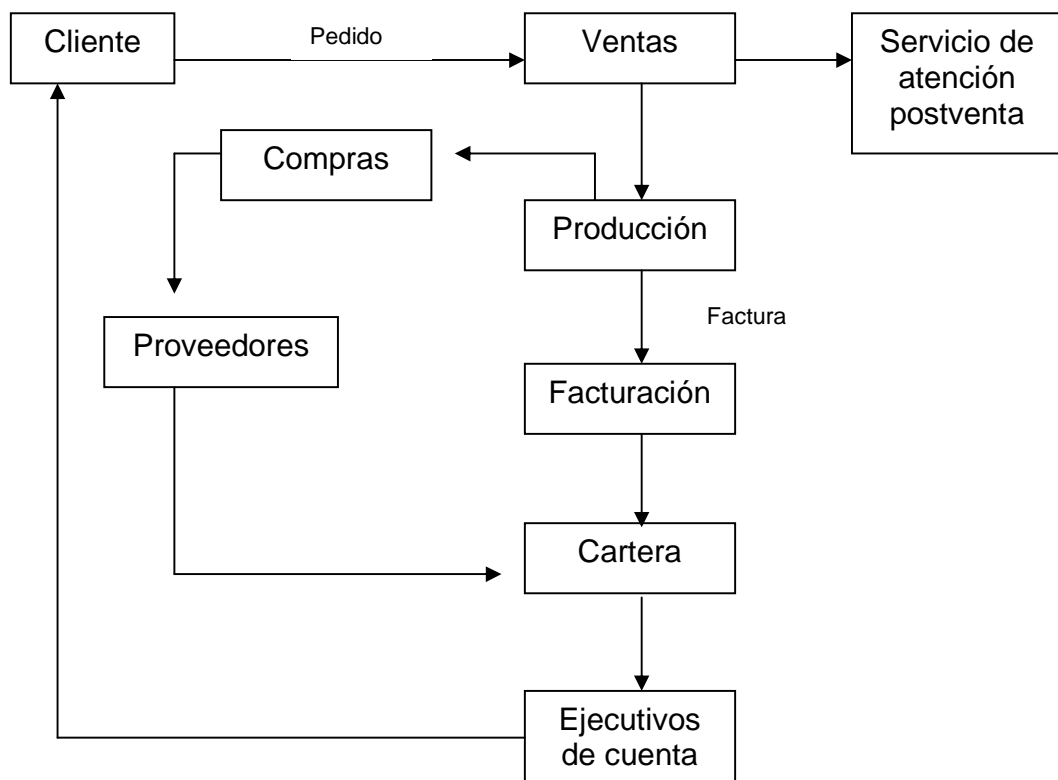 Cliente
Pedido
Ventas
Servicio de
atención
postventa
Compras
Producción
Factura
Proveedores
Facturación
Cartera
Ejecutivos
de cuenta